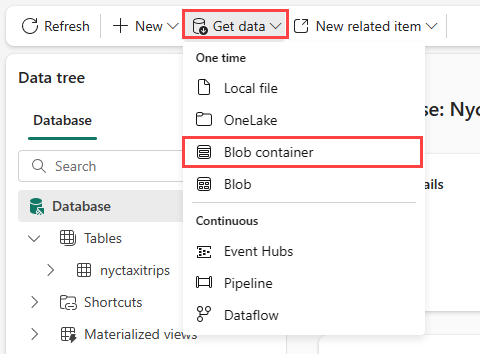 Refresh New Get data New related item
Data tree
Database
Search
Database
Tables
nyctaxitrips
Shortcuts
Materialized views
One time
Local file
OneLake
Blob container
Blob
Continuous
Event Hubs
Pipeline
Dataflow
se: Nyc
ails